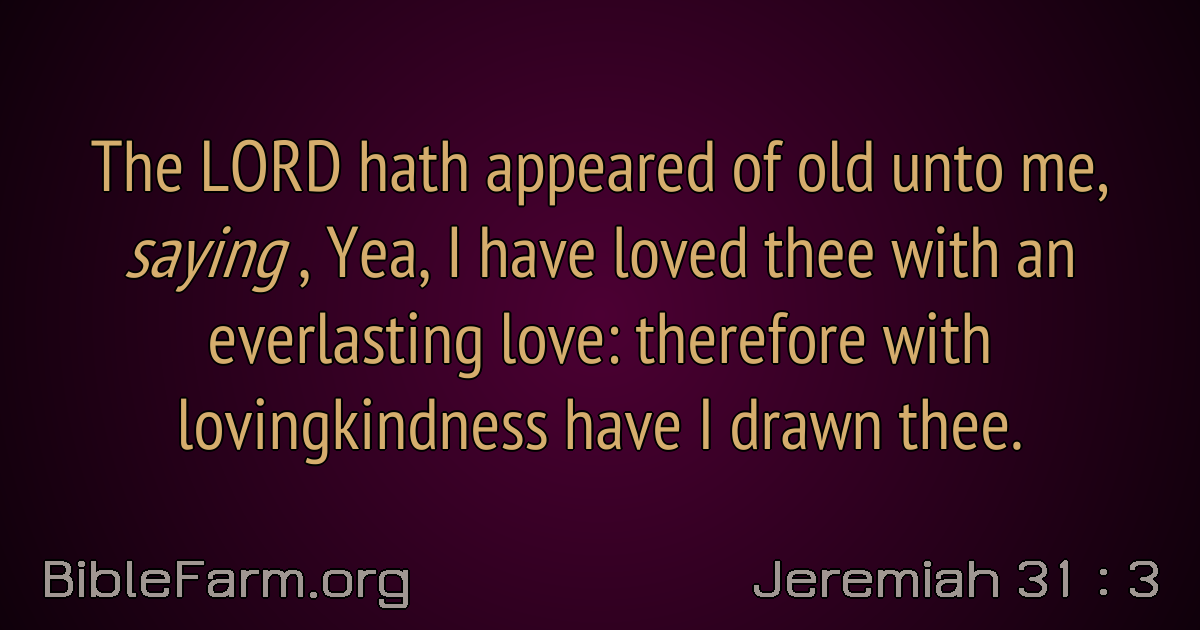 The LORD hath appeared of old unto me,
saying , Yea, I have loved thee with an
everlasting love: therefore with
lovingkindness have I drawn thee.
BibleFarm.org
Jeremiah 31 : 3